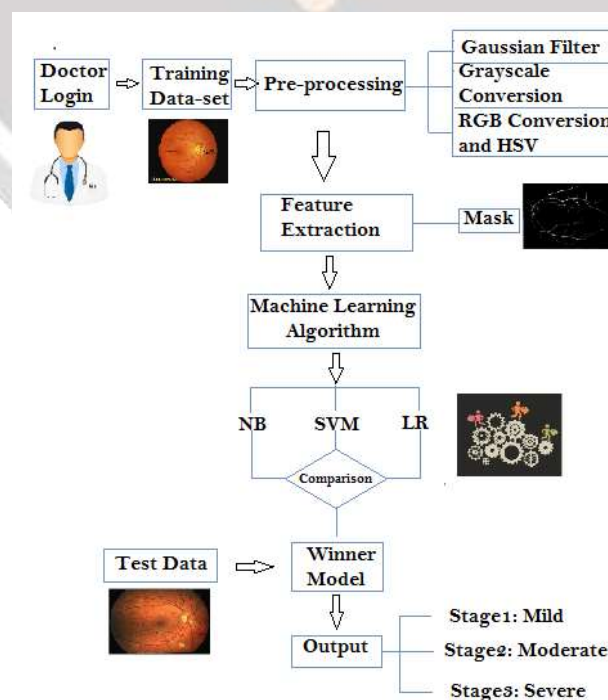 Doctor
Login
Training
Data-set
Pre-processing
Gaussian Filter
Grayscale
Conversion
RGB Conversion
and HSV
Feature
Extraction
Mask
Machine Learning
Algorithm
NB
SVM
LR
Comparison
Test Data
Winner
Model
Output
Stage1: Mild
Stage2: Moderate
Stage3: Severe